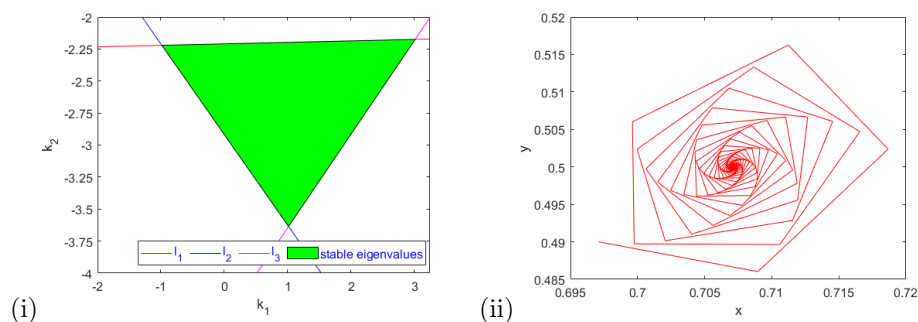 -2
-2.25
-2.5
-2.75
-3
-3.25
-3.5
-3.75
-4
k2
l1 l2 l3 stable eigenvalues
-2 -1 0 1 2 3
k1
(i)
0.52
0.515
0.51
0.505
0.5
0.495
0.49
0.485
y
0.695 0.7 0.705 0.71 0.715 0.72
x
(ii)